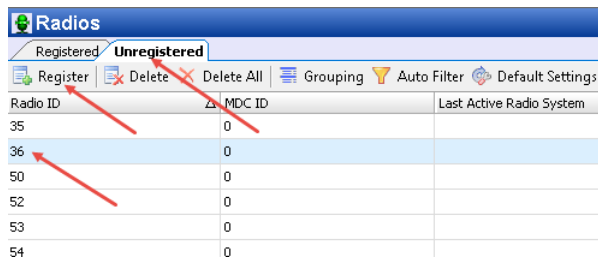 Radios
Registered Unregistered
Register Delete Delete All Grouping Auto Filter Default Settings
Radio ID MDC ID Last Active Radio System
35 0
36 0
50 0
52 0
53 0
54 0